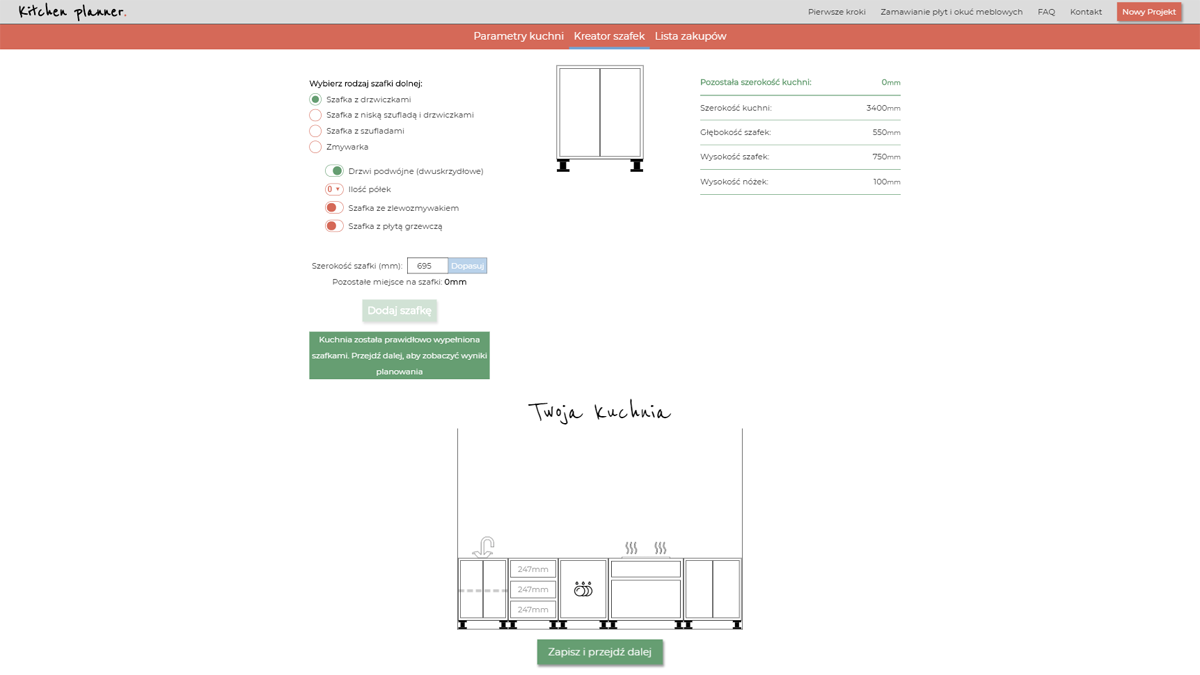 Kitchen planner.
Pierwsze kroki
Zamawianie płyt i okuć meblowych
FAQ
Kontakt
Nowy Projekt
Parametry kuchni
Kreator szafek
Lista zakupów
Wybierz rodzaj szafki dolnej:
Szafka z drzwiczkami
Szafka z niską szufladą i drzwiczkami
Szafka z szufladami
Zmywarka
Drzwi podwójne (dwuskrzydłowe)
0 Ilość półek
Szafka ze zlewozmywakiem
Szafka z płytą grzewczą
Szerokość szafki (mm): 695 Dopasuj
Pozostałe miejsce na szafki: 0mm
Dodaj szafkę
Kuchnia została prawidłowo wypełniona
szafkami. Przejdź dalej, aby zobaczyć wyniki
planowania
Pozostała szerokość kuchni: 0mm
Szerokość kuchni: 3400mm
Głębokość szafek: 550mm
Wysokość szafek: 750mm
Wysokość nóżek: 100mm
Twoja kuchnia
247mm
247mm
247mm
Zapisz i przejdź dalej